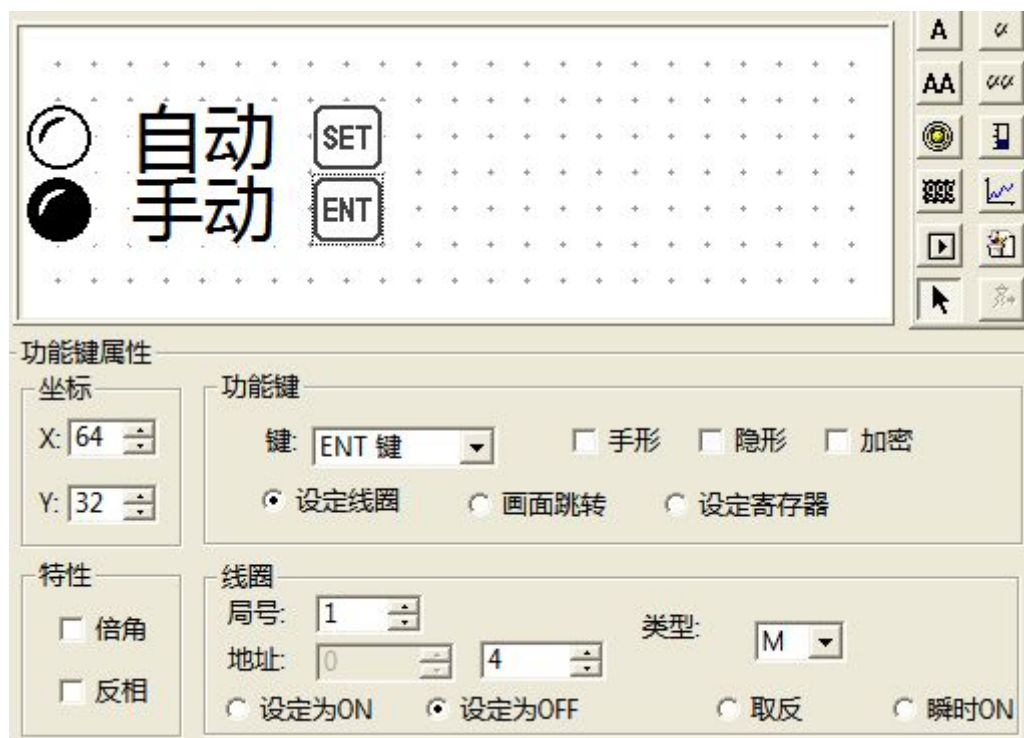 A
AA
自动 SET
手动 ENT
功能键属性
坐标
X: 64
Y: 32
功能键
键: ENT 键 手形 隐形 加密
设定线圈 画面跳转 设定寄存器
特性
倍角
反相
线圈
局号: 1
类型: M
地址: 0 4
设定为ON 设定为OFF 取反 瞬时ON